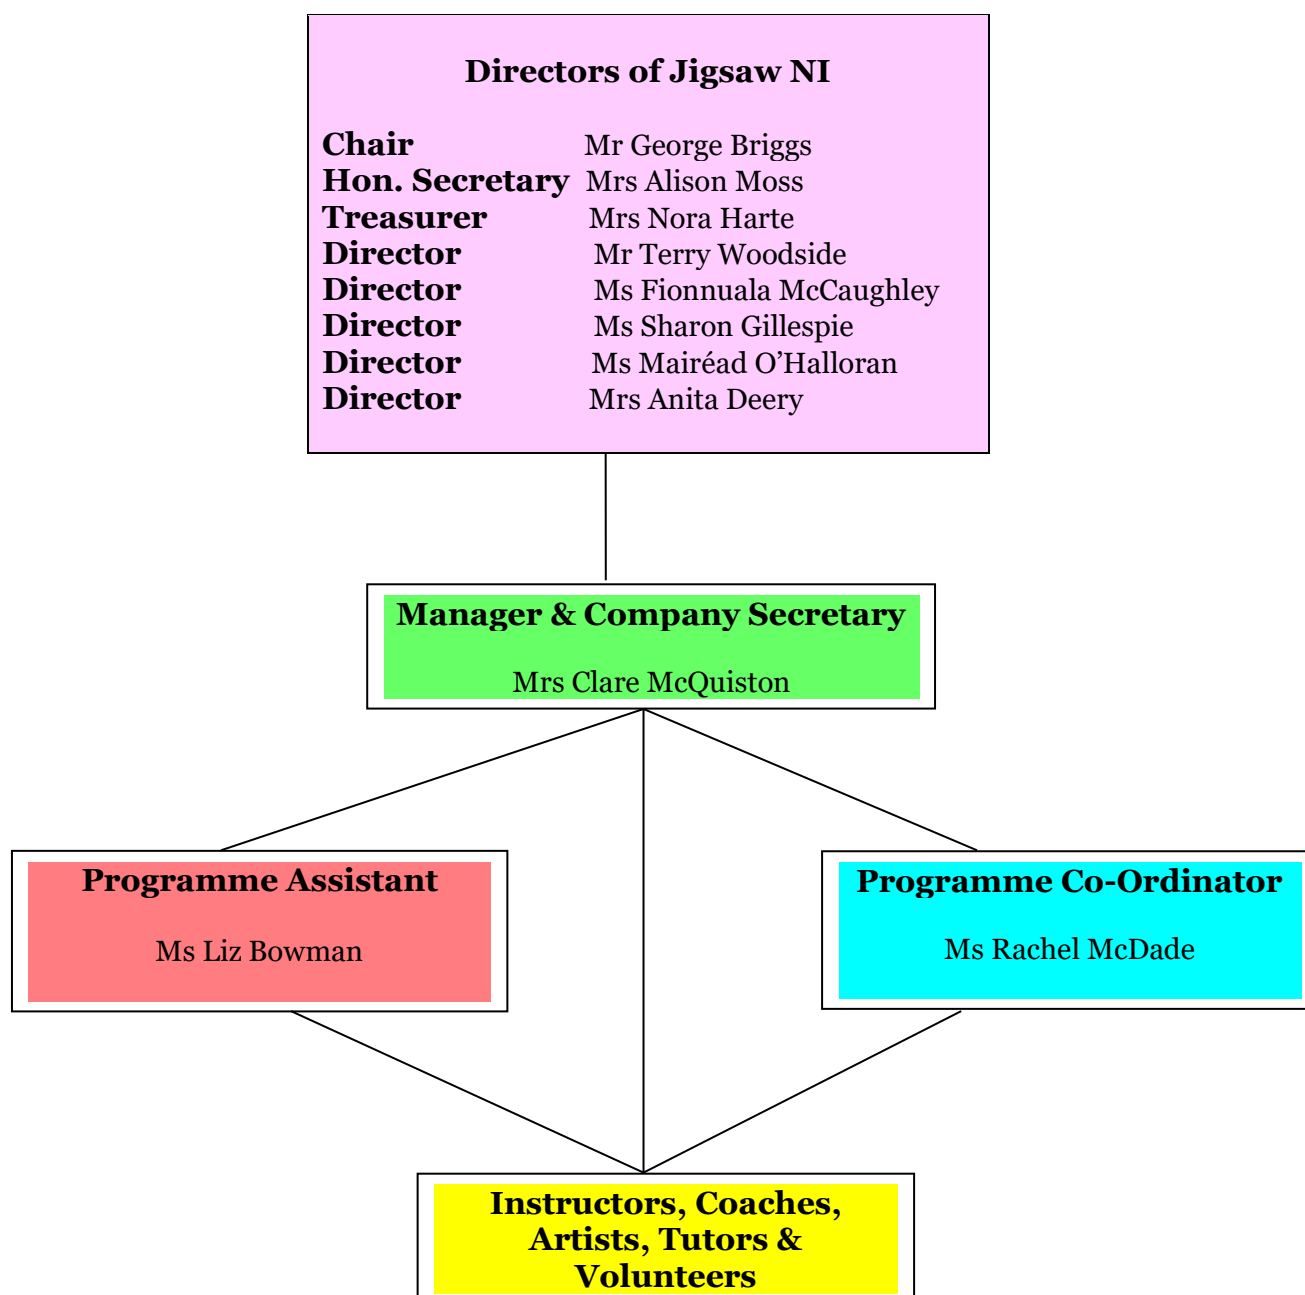 Directors of Jigsaw NI
Chair Mr George Briggs
Hon. Secretary Mrs Alison Moss
Treasurer Mrs Nora Harte
Director Mr Terry Woodside
Director Ms Fionnuala McCaughley
Director Ms Sharon Gillespie
Director Ms Mairéad O’Halloran
Director Mrs Anita Deery
Manager & Company Secretary
Mrs Clare McQuiston
Programme Assistant
Ms Liz Bowman
Programme Co-Ordinator
Ms Rachel McDade
Instructors, Coaches,
Artists, Tutors &
Volunteers